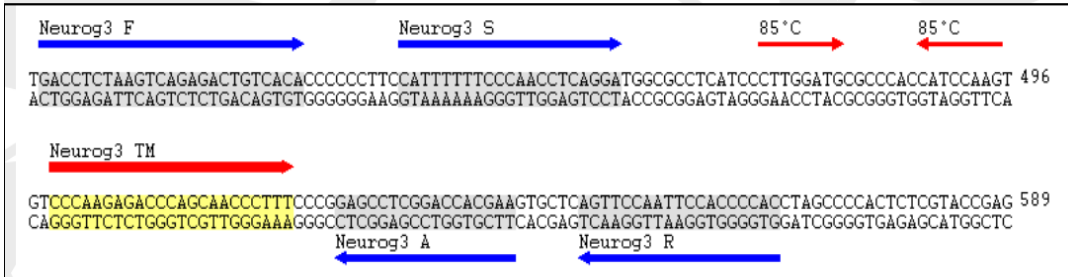 Neurog3 F Neurog3 S 85°C 85°C
TGACCTCTAAGTCAGAGACTGTCACACCCCCCTTCCATTTTTTCCCAACCTCAGGATGGCGCCTCATCCCTTGGATGCGCCCACCATCCAAGT 496
ACTGGAGATTCAGTCTCTGACAGTGTGGGGGGAAGGTAAAAAAGGGTTGGAGTCCTACCGCGGAGTAGGGAACCTACGCGGGTGGTAGGTTCA
Neurog3 TM
GTCCCAAGAGACCCAGCAACCCTTTCCCGGAGCCTCGGACCACGAAGTGCTCAGTTCCAATTCCACCCCACCTAGCCCCACTCTCGTACCGAG 589
CAGGGTTCTCTGGGTCGTTGGGAAAGGGCCTCGGAGCCTGGTGCTTCACGAGTCAAGGTTAAGGTGGGGTGGATCGGGGTGAGAGCATGGCTC
Neurog3 A Neurog3 R